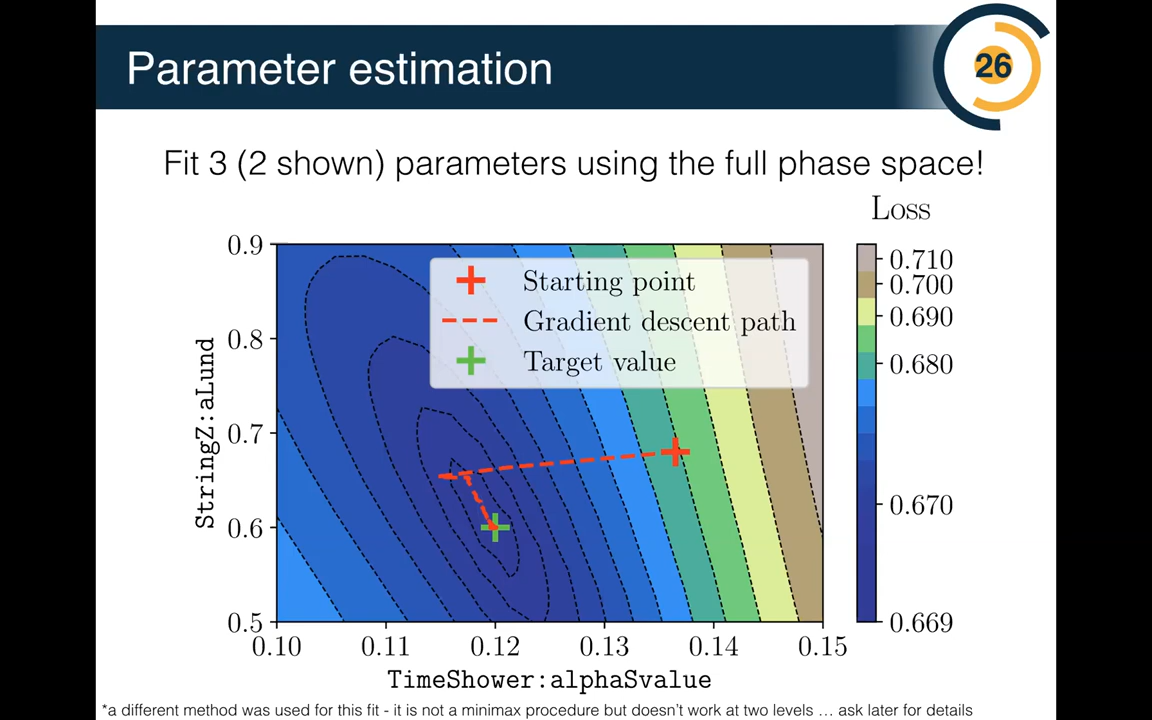 Parameter estimation
26
Fit 3 (2 shown) parameters using the full phase space!
Loss
Starting point
Gradient descent path
Target value
0.9
0.8
0.7
0.6
0.5
StringZ:aLund
0.10 0.11 0.12 0.13 0.14 0.15
TimeShower:alphaSvalue
0.710
0.700
0.690
0.680
0.670
0.669
*a different method was used for this fit - it is not a minimax procedure but doesn't work at two levels … ask later for details